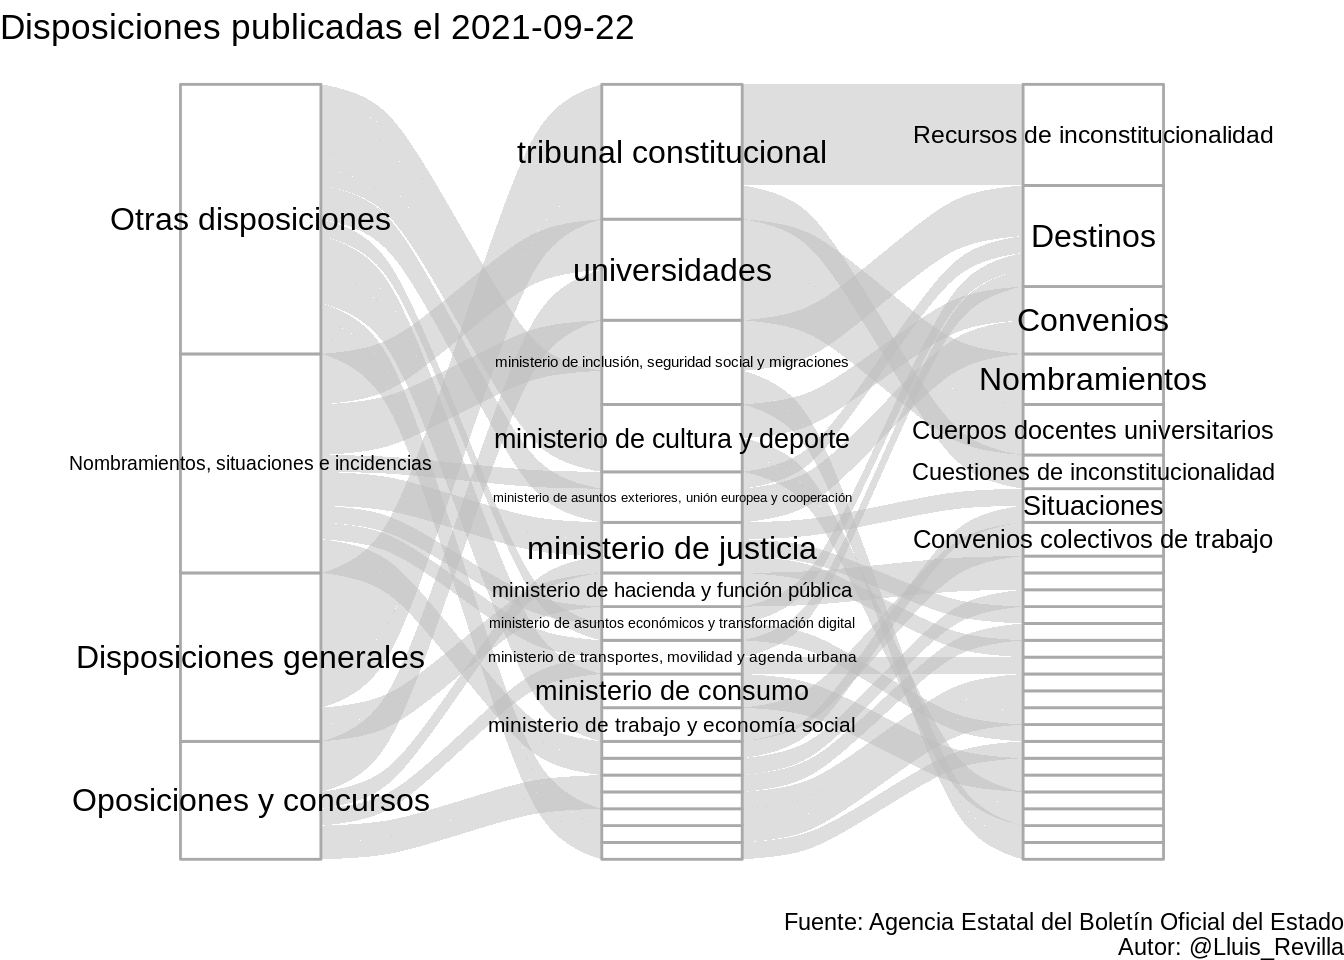 Disposiciones publicadas el 2021-09-22
Otras disposiciones
Nombramientos, situaciones e incidencias
Disposiciones generales
Oposiciones y concursos
tribunal constitucional
universidades
ministerio de inclusión, seguridad social y migraciones
ministerio de cultura y deporte
ministerio de asuntos exteriores, unión europea y cooperación
ministerio de justicia
ministerio de hacienda y función pública
ministerio de asuntos económicos y transformación digital
ministerio de transportes, movilidad y agenda urbana
ministerio de consumo
ministerio de trabajo y economía social
Recursos de inconstitucionalidad
Destinos
Convenios
Nombramientos
Cuerpos docentes universitarios
Cuestiones de inconstitucionalidad
Situaciones
Convenios colectivos de trabajo
Fuente: Agencia Estatal del Boletín Oficial del Estado
Autor: @Lluis_Revilla